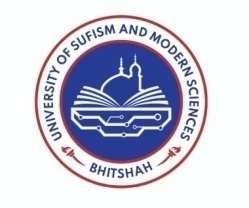 UNIVERSITY OF SUFISM AND MODERN SCIENCES
BHITSHAH